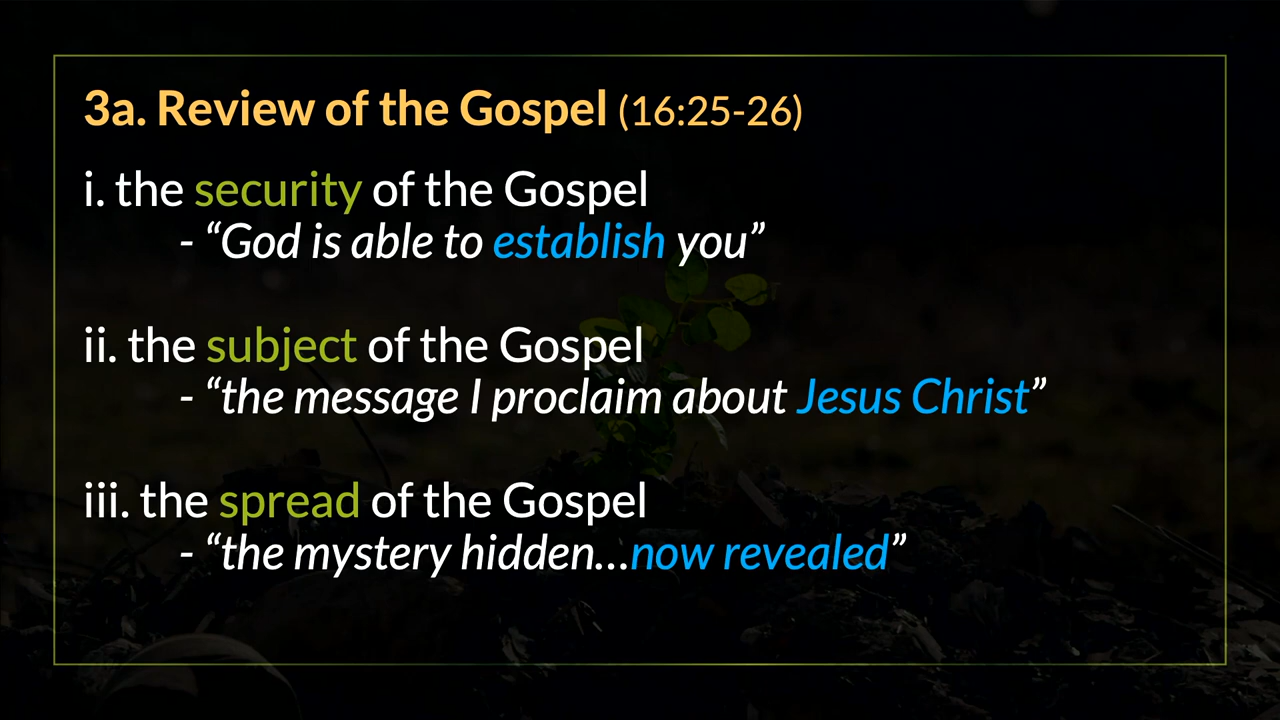 3a. Review of the Gospel (16:25-26)
i. the security of the Gospel
- “God is able to establish you”
ii. the subject of the Gospel
- “the message I proclaim about Jesus Christ”
iii. the spread of the Gospel
- “the mystery hidden…now revealed”